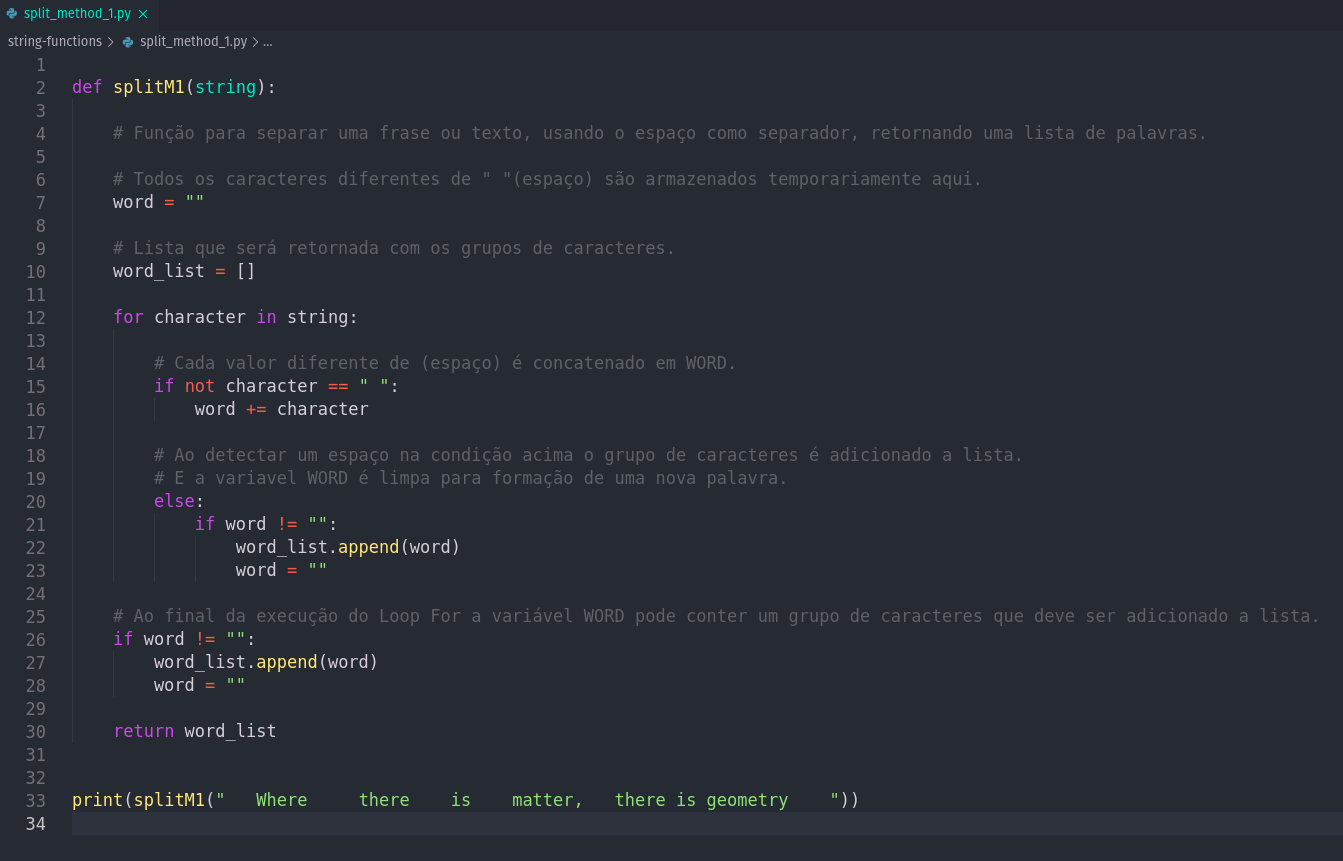 split_method_1.py ×
string-functions > split_method_1.py > ...
1
2 def splitM1(string):
3
4     # Função para separar uma frase ou texto, usando o espaço como separador, retornando uma lista de palavras.
5
6     # Todos os caracteres diferentes de " "(espaço) são armazenados temporariamente aqui.
7     word = ""
8
9     # Lista que será retornada com os grupos de caracteres.
10     word_list = []
11
12     for character in string:
13
14         # Cada valor diferente de (espaço) é concatenado em WORD.
15         if not character == " ":
16             word += character
17
18         # Ao detectar um espaço na condição acima o grupo de caracteres é adicionado a lista.
19         # E a variavel WORD é limpa para formação de uma nova palavra.
20         else:
21             if word != "":
22                 word_list.append(word)
23                 word = ""
24
25     # Ao final da execução do Loop For a variável WORD pode conter um grupo de caracteres que deve ser adicionado a lista.
26     if word != "":
27         word_list.append(word)
28         word = ""
29
30     return word_list
31
32
33 print(splitM1("   Where     there    is    matter,   there is geometry    "))
34